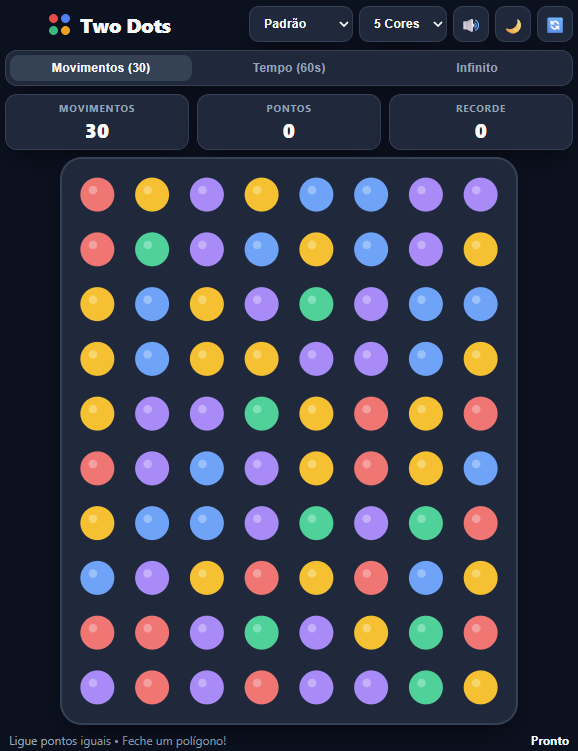 Two Dots
Padrão
5 Cores
Movimentos (30)
Tempo (60s)
Infinito
MOVIMENTOS
30
PONTOS
0
RECORDE
0
Ligue pontos iguais • Feche um polígono!
Pronto